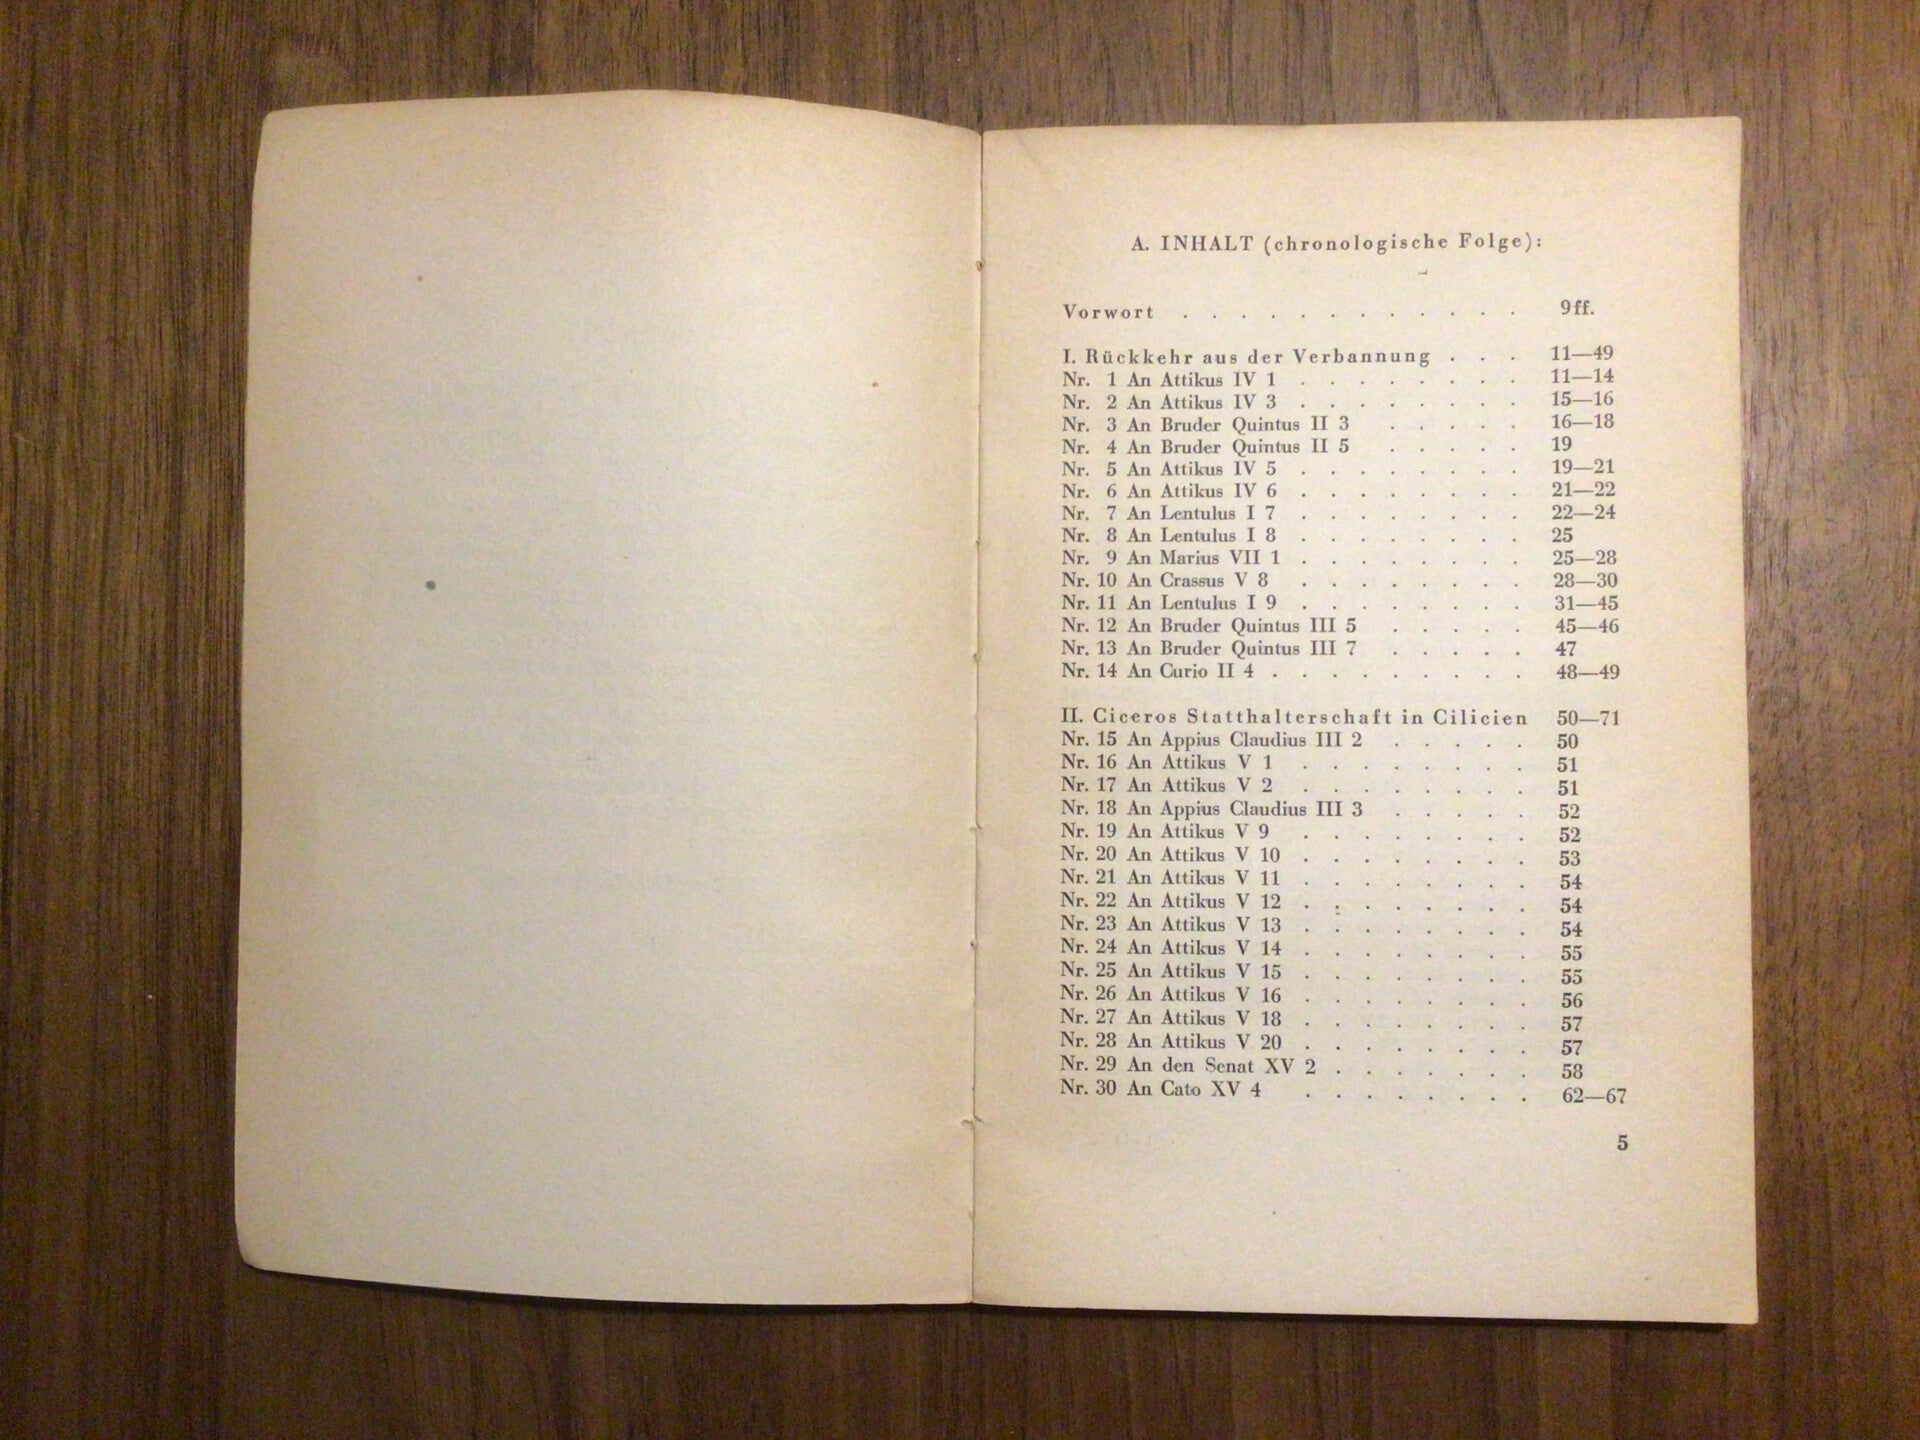 A. INHALT (chronologische Folge):
Vorwort . . . . . . . . . . . . 9 ff.
I. Rückkehr aus der Verbannung . . . 11—49
Nr. 1 An Attikus IV 1 . . . . . . . . 11—14
Nr. 2 An Attikus IV 3 . . . . . . . . 15—16
Nr. 3 An Bruder Quintus II 3 . . . . . 16—18
Nr. 4 An Bruder Quintus II 5 . . . . . 19
Nr. 5 An Attikus IV 5 . . . . . . . . 19—21
Nr. 6 An Attikus IV 6 . . . . . . . . 21—22
Nr. 7 An Lentulus I 7 . . . . . . . . 22—24
Nr. 8 An Lentulus I 8 . . . . . . . . 25
Nr. 9 An Marius VII 1 . . . . . . . . 25—28
Nr. 10 An Crassus V 8 . . . . . . . . 28—30
Nr. 11 An Lentulus I 9 . . . . . . . . 31—45
Nr. 12 An Bruder Quintus III 5 . . . . . 45—46
Nr. 13 An Bruder Quintus III 7 . . . . . 47
Nr. 14 An Curio II 4 . . . . . . . . . 48—49
II. Ciceros Statthalterschaft in Cilicien 50—71
Nr. 15 An Appius Claudius III 2 . . . . . 50
Nr. 16 An Attikus V 1 . . . . . . . . 51
Nr. 17 An Attikus V 2 . . . . . . . . 51
Nr. 18 An Appius Claudius III 3 . . . . . 52
Nr. 19 An Attikus V 9 . . . . . . . . 52
Nr. 20 An Attikus V 10 . . . . . . . . 53
Nr. 21 An Attikus V 11 . . . . . . . . 54
Nr. 22 An Attikus V 12 . . . . . . . . 54
Nr. 23 An Attikus V 13 . . . . . . . . 54
Nr. 24 An Attikus V 14 . . . . . . . . 55
Nr. 25 An Attikus V 15 . . . . . . . . 55
Nr. 26 An Attikus V 16 . . . . . . . . 56
Nr. 27 An Attikus V 18 . . . . . . . . 57
Nr. 28 An Attikus V 20 . . . . . . . . 57
Nr. 29 An den Senat XV 2 . . . . . . . 58
Nr. 30 An Cato XV 4 . . . . . . . . 62—67
5